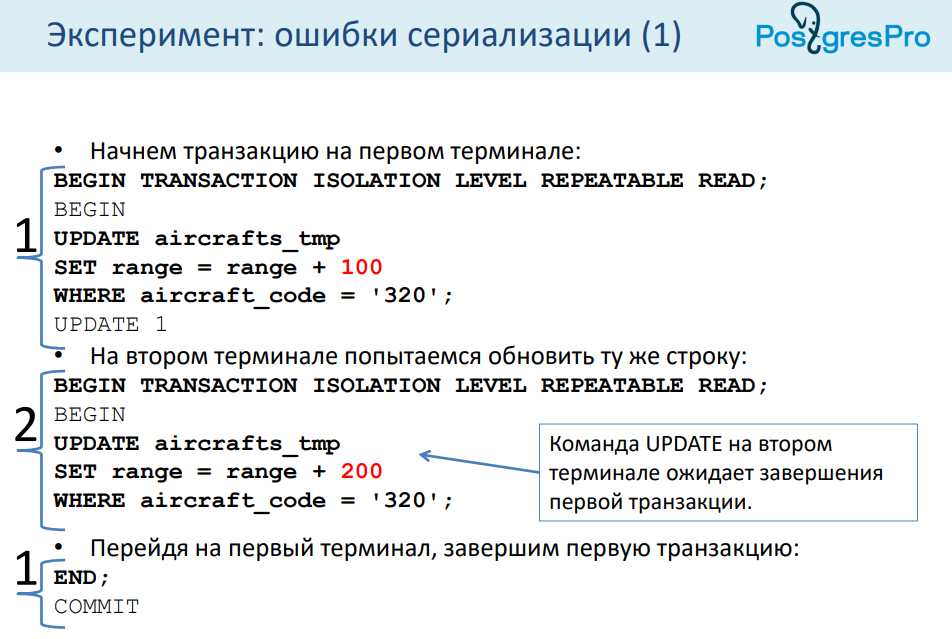 Эксперимент: ошибки сериализации (1)
PostgresPro
• Начнем транзакцию на первом терминале:
BEGIN TRANSACTION ISOLATION LEVEL REPEATABLE READ;
BEGIN
1
UPDATE aircrafts_tmp
SET range = range + 100
WHERE aircraft_code = '320';
UPDATE 1
• На втором терминале попытаемся обновить ту же строку:
BEGIN TRANSACTION ISOLATION LEVEL REPEATABLE READ;
2
BEGIN
UPDATE aircrafts_tmp
SET range = range + 200
WHERE aircraft_code = '320';
Команда UPDATE на втором
терминале ожидает завершения
первой транзакции.
• Перейдя на первый терминал, завершим первую транзакцию:
1
END;
COMMIT